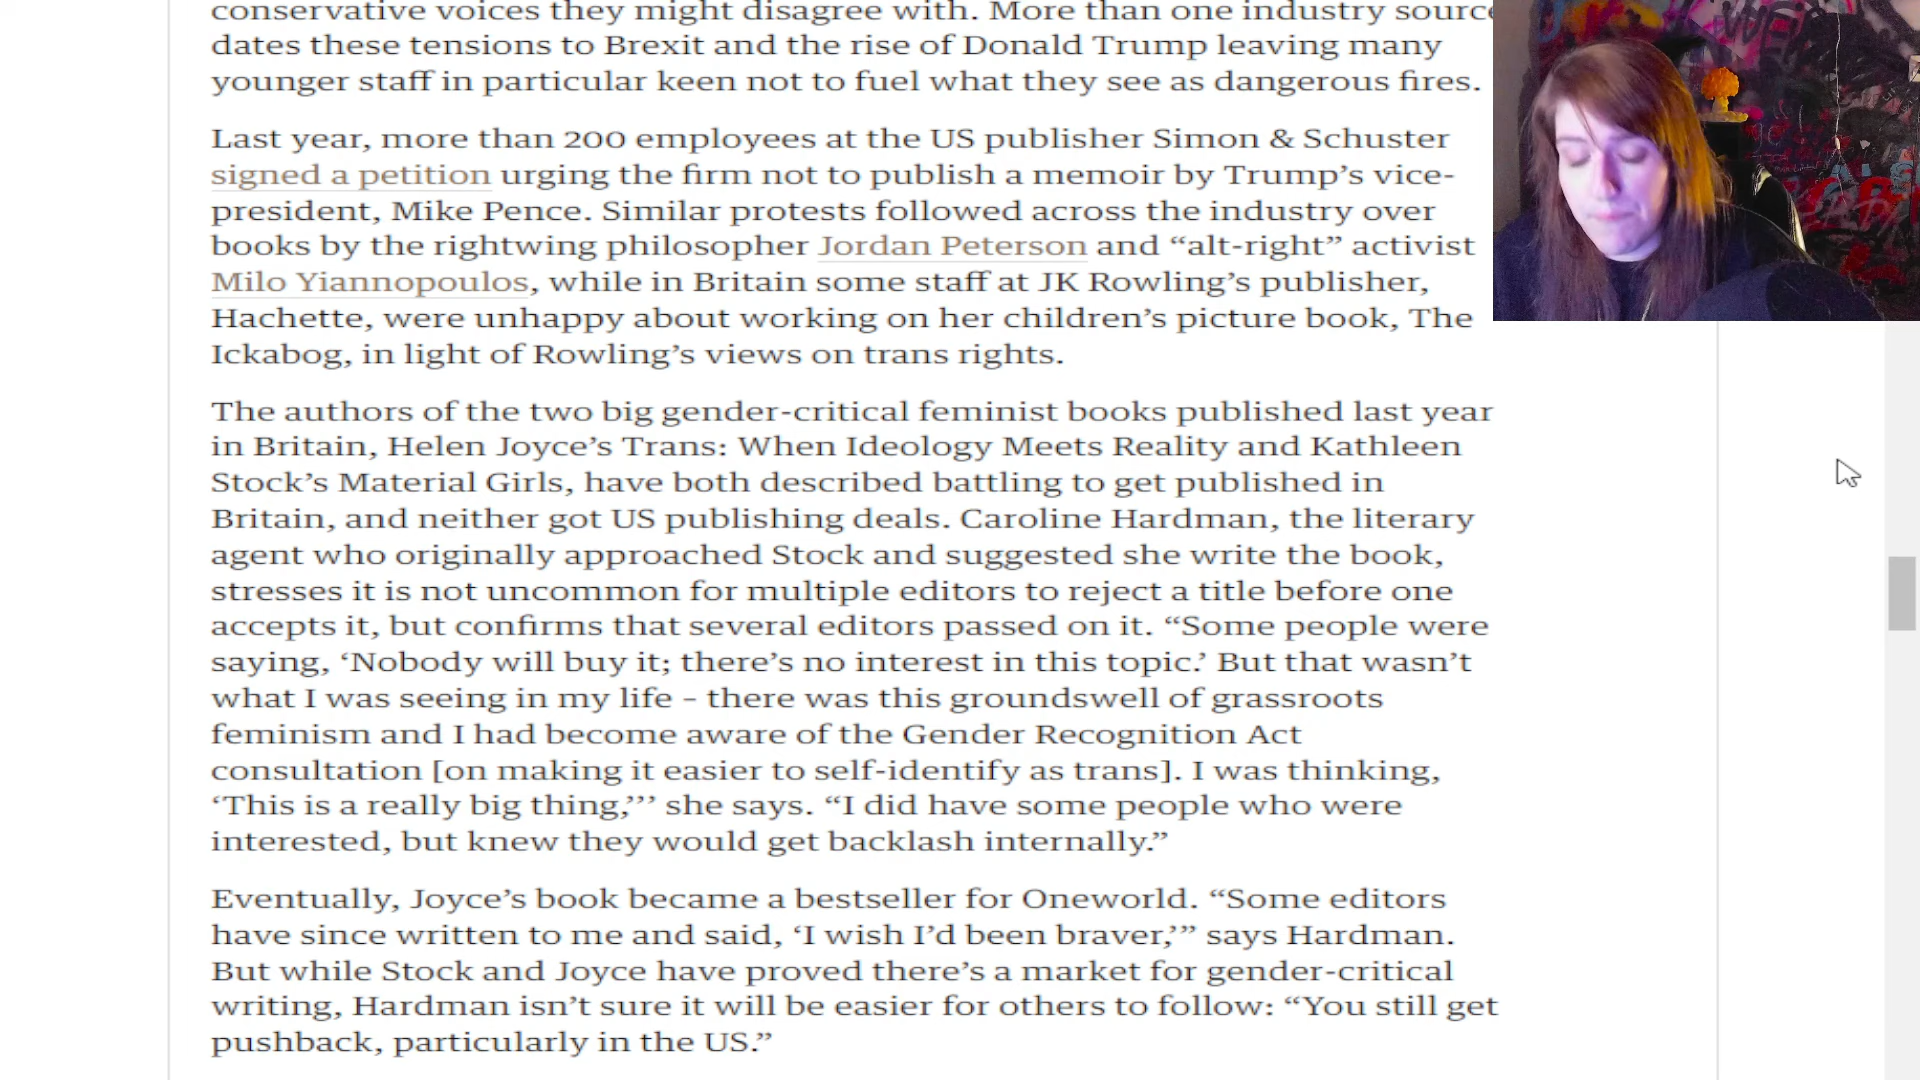 conservative voices they might disagree with. More than one industry source
dates these tensions to Brexit and the rise of Donald Trump leaving many
younger staff in particular keen not to fuel what they see as dangerous fires.
Last year, more than 200 employees at the US publisher Simon & Schuster
signed a petition urging the firm not to publish a memoir by Trump’s vice-
president, Mike Pence. Similar protests followed across the industry over
books by the rightwing philosopher Jordan Peterson and “alt-right” activist
Milo Yiannopoulos, while in Britain some staff at JK Rowling’s publisher,
Hachette, were unhappy about working on her children’s picture book, The
Ickabog, in light of Rowling’s views on trans rights.
The authors of the two big gender-critical feminist books published last year
in Britain, Helen Joyce’s Trans: When Ideology Meets Reality and Kathleen
Stock’s Material Girls, have both described battling to get published in
Britain, and neither got US publishing deals. Caroline Hardman, the literary
agent who originally approached Stock and suggested she write the book,
stresses it is not uncommon for multiple editors to reject a title before one
accepts it, but confirms that several editors passed on it. “Some people were
saying, ‘Nobody will buy it; there’s no interest in this topic.’ But that wasn’t
what I was seeing in my life – there was this groundswell of grassroots
feminism and I had become aware of the Gender Recognition Act
consultation [on making it easier to self-identify as trans]. I was thinking,
‘This is a really big thing,’” she says. “I did have some people who were
interested, but knew they would get backlash internally.”
Eventually, Joyce’s book became a bestseller for Oneworld. “Some editors
have since written to me and said, ‘I wish I’d been braver,’” says Hardman.
But while Stock and Joyce have proved there’s a market for gender-critical
writing, Hardman isn’t sure it will be easier for others to follow: “You still get
pushback, particularly in the US.”